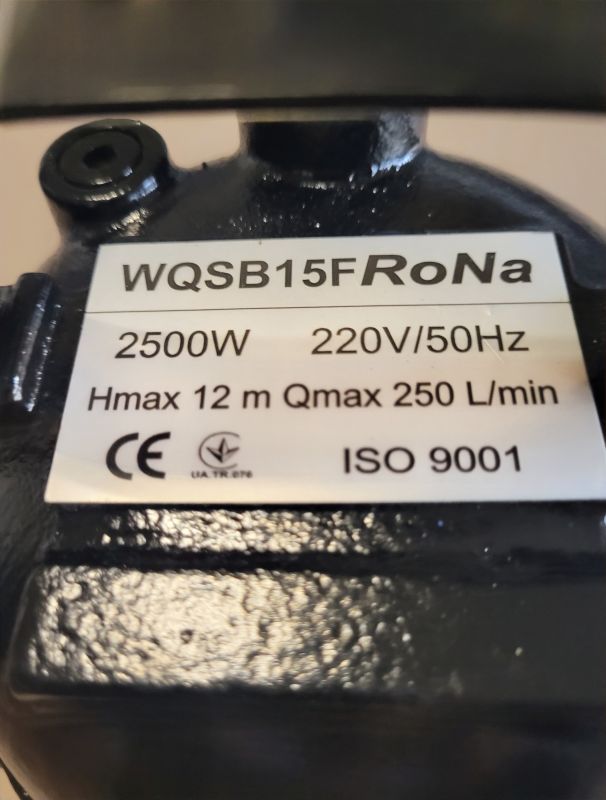 WQSB15FRoNa
2500W 220V/50Hz
Hmax 12 m Qmax 250 L/min
CE UA.TR.076 ISO 9001